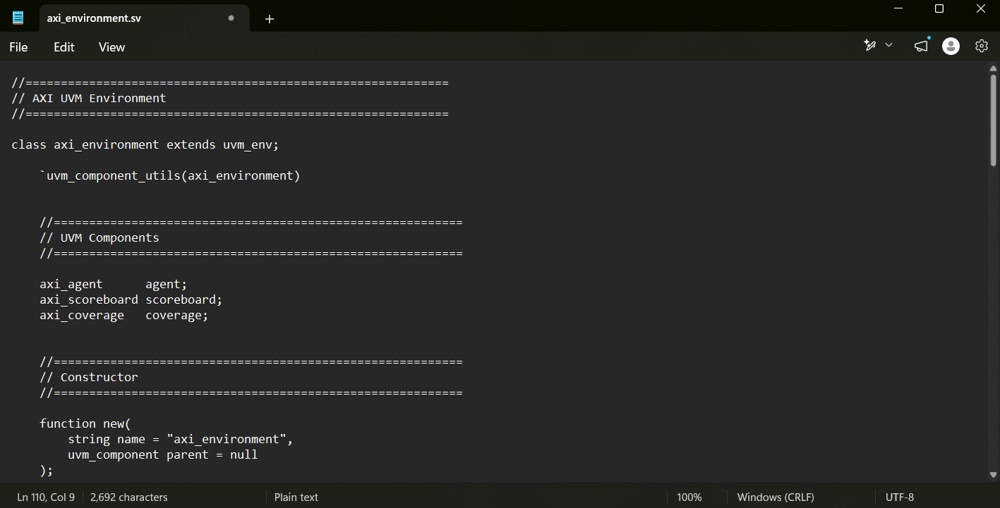 axi_environment.sv
File Edit View
//============================================================
// AXI UVM Environment
//============================================================
class axi_environment extends uvm_env;
`uvm_component_utils(axi_environment)
//==========================================================
// UVM Components
//==========================================================
axi_agent      agent;
axi_scoreboard scoreboard;
axi_coverage   coverage;
//==========================================================
// Constructor
//==========================================================
function new(
string name = "axi_environment",
uvm_component parent = null
);
Ln 110, Col 9 2,692 characters Plain text 100% Windows (CRLF) UTF-8